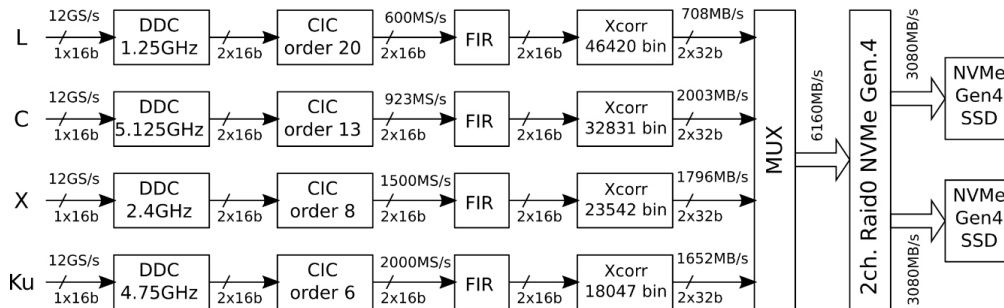 L
12GS/s
1x16b
DDC
1.25GHz
2x16b
CIC
order 20
600MS/s
2x16b
FIR
2x16b
Xcorr
46420 bin
708MB/s
2x32b
C
12GS/s
1x16b
DDC
5.125GHz
2x16b
CIC
order 13
923MS/s
2x16b
FIR
2x16b
Xcorr
32831 bin
2003MB/s
2x32b
X
12GS/s
1x16b
DDC
2.4GHz
2x16b
CIC
order 8
1500MS/s
2x16b
FIR
2x16b
Xcorr
23542 bin
1796MB/s
2x32b
Ku
12GS/s
1x16b
DDC
4.75GHz
2x16b
CIC
order 6
2000MS/s
2x16b
FIR
2x16b
Xcorr
18047 bin
1652MB/s
2x32b
MUX
6160MB/s
2ch. Raid0 NVMe Gen.4
3080MB/s
NVMe
Gen4
SSD
3080MB/s
NVMe
Gen4
SSD